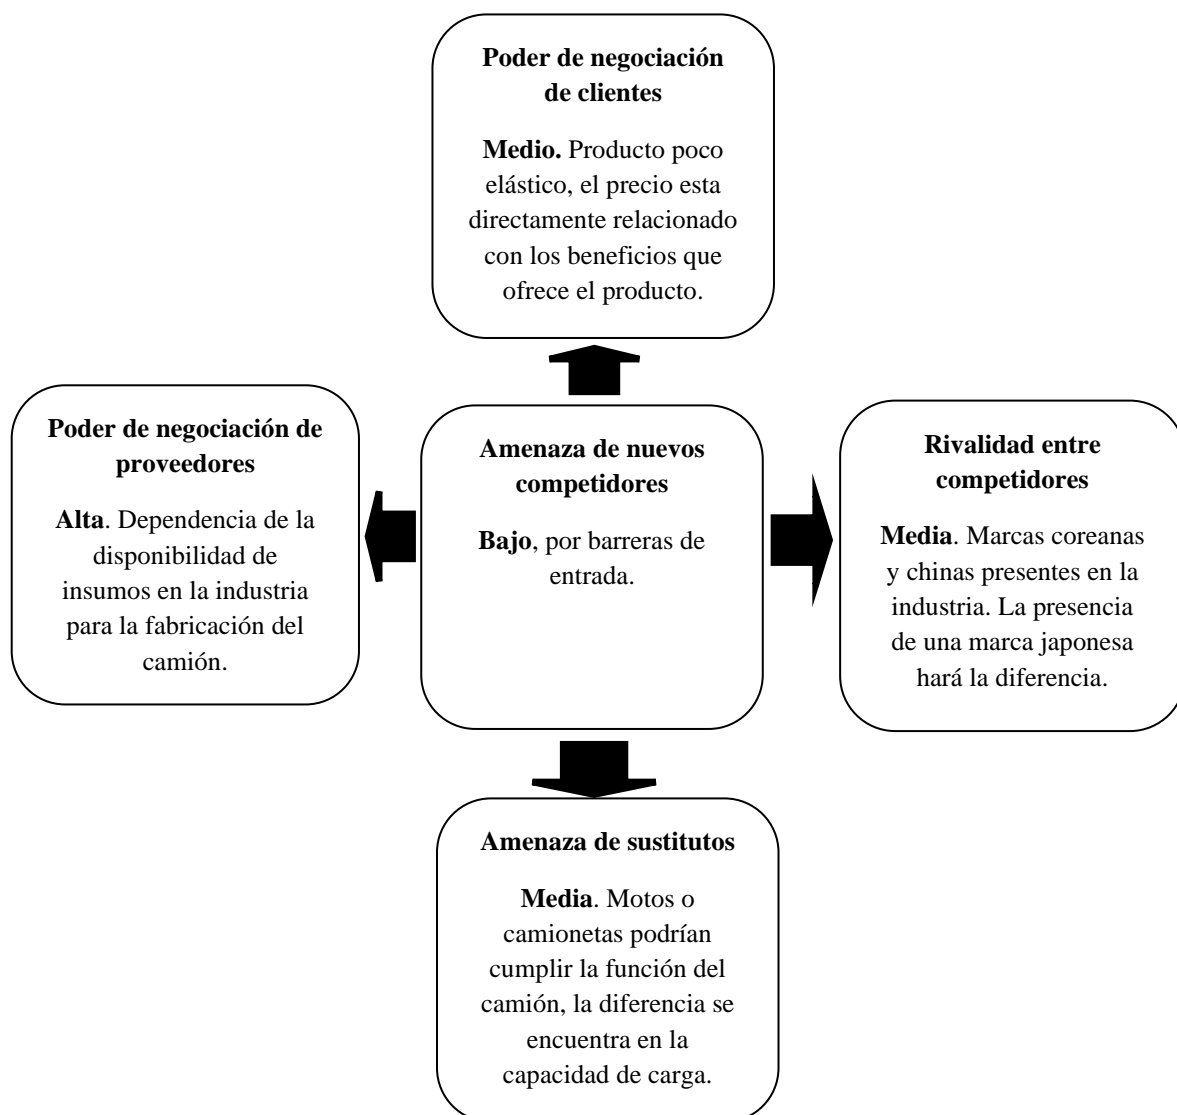 Poder de negociación
de clientes
Medio. Producto poco
elástico, el precio esta
directamente relacionado
con los beneficios que
ofrece el producto.
Poder de negociación de
proveedores
Alta. Dependencia de la
disponibilidad de
insumos en la industria
para la fabricación del
camión.
Amenaza de nuevos
competidores
Bajo, por barreras de
entrada.
Rivalidad entre
competidores
Media. Marcas coreanas
y chinas presentes en la
industria. La presencia
de una marca japonesa
hará la diferencia.
Amenaza de sustitutos
Media. Motos o
camionetas podrían
cumplir la función del
camión, la diferencia se
encuentra en la
capacidad de carga.